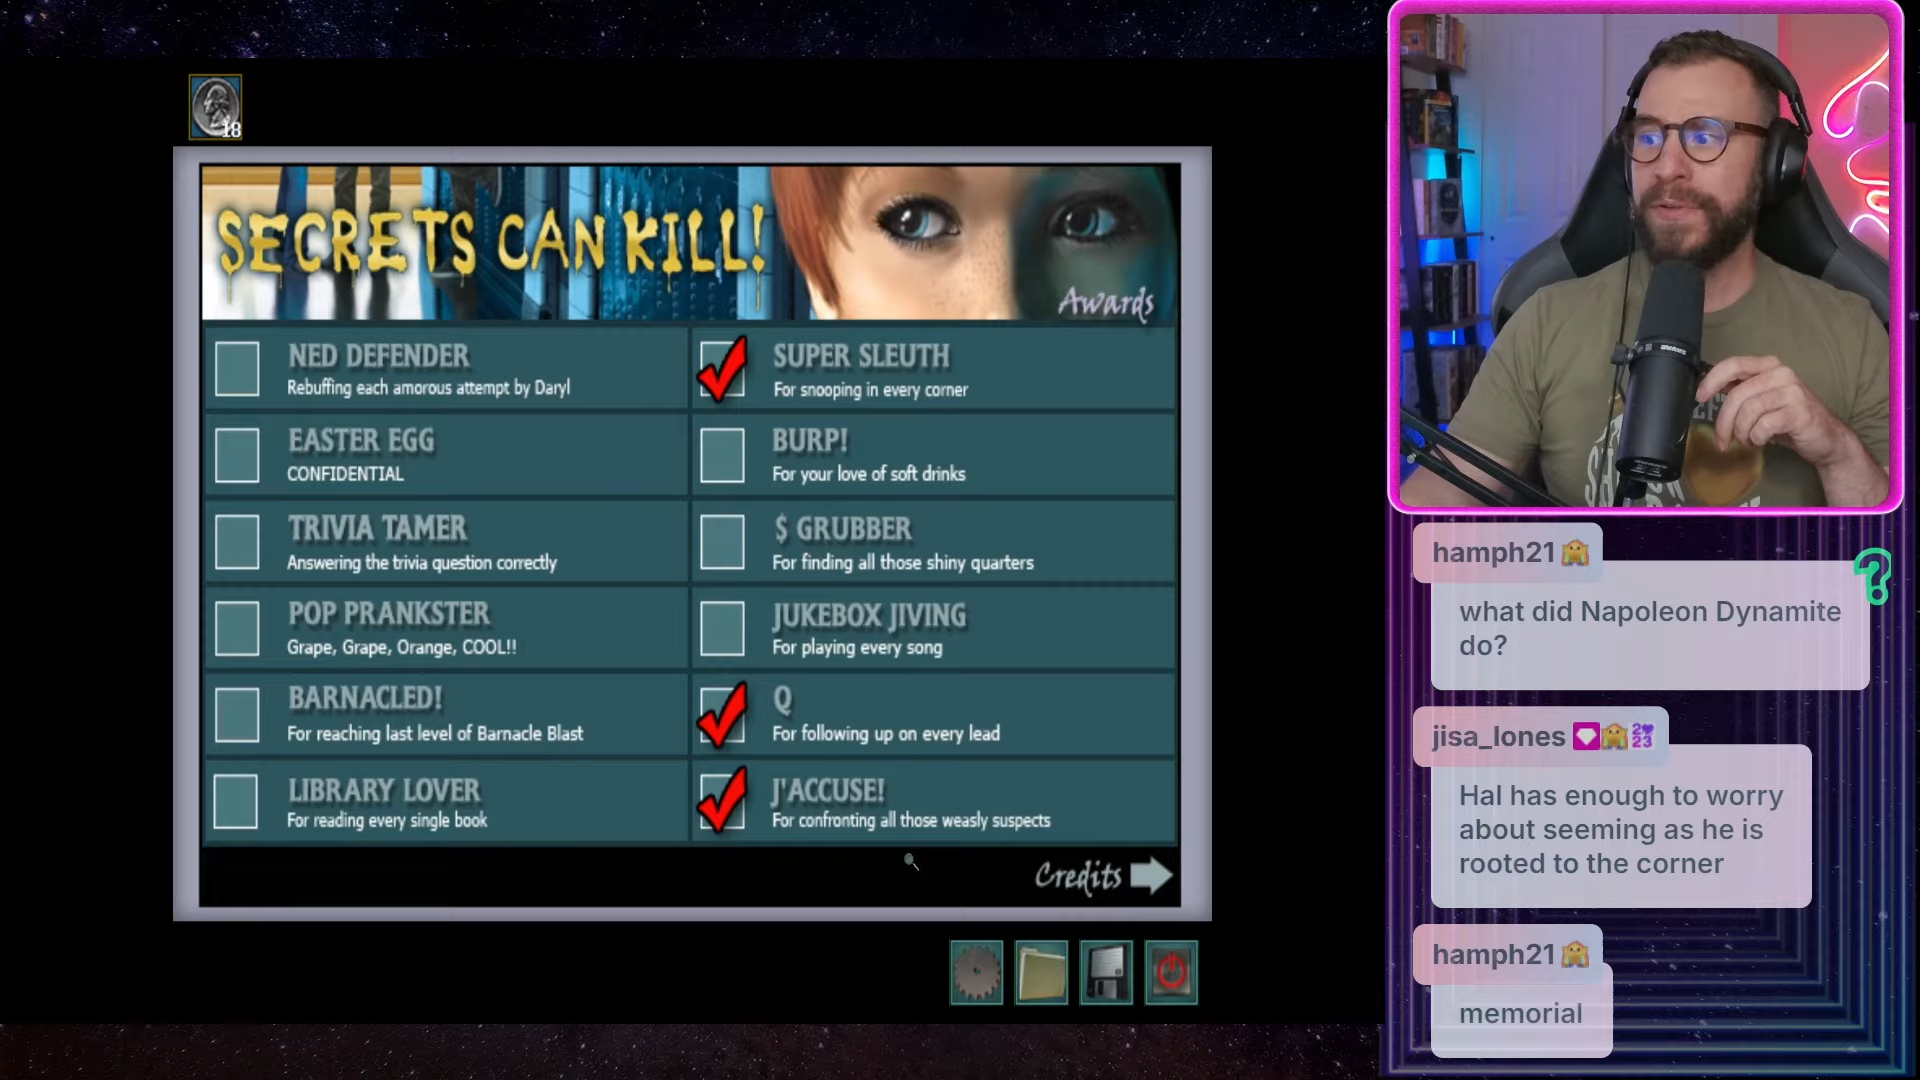 18
SECRETS CAN KILL!
Awards
NED DEFENDER
Rebuffing each amorous attempt by Daryl
SUPER SLEUTH
For snooping in every corner
EASTER EGG
CONFIDENTIAL
BURP!
For your love of soft drinks
TRIVIA TAMER
Answering the trivia question correctly
$ GRUBBER
For finding all those shiny quarters
POP PRANKSTER
Grape, Grape, Orange, COOL!!
JUKEBOX JIVING
For playing every song
BARNACLED!
For reaching last level of Barnacle Blast
Q
For following up on every lead
LIBRARY LOVER
For reading every single book
J'ACCUSE!
For confronting all those weasly suspects
Credits
hamph21
what did Napoleon Dynamite
do?
?
jisa_lones
Hal has enough to worry
about seeming as he is
rooted to the corner
hamph21
memorial